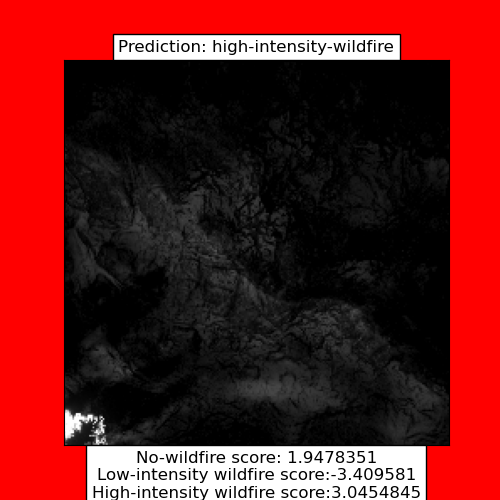 Prediction: high-intensity-wildfire
No-wildfire score: 1.9478351
Low-intensity wildfire score:-3.409581
High-intensity wildfire score:3.0454845